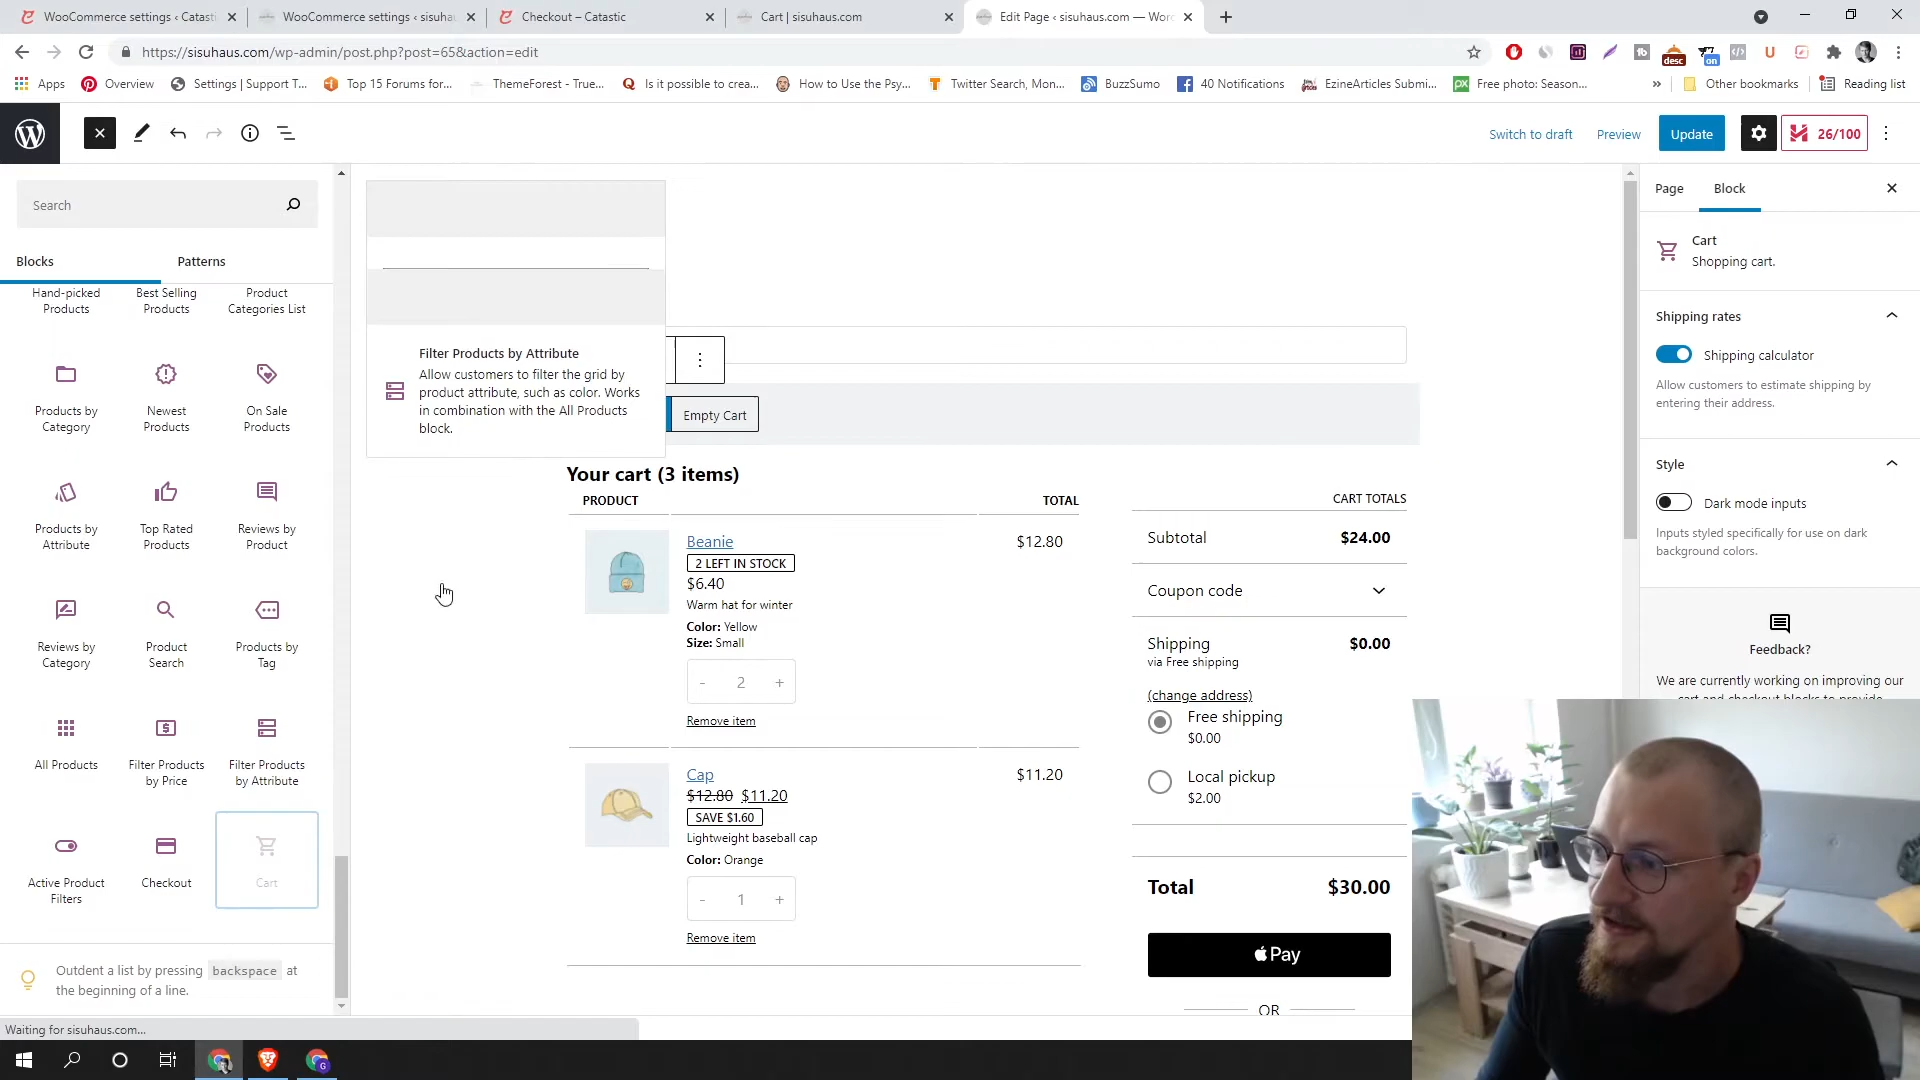 WooCommerce settings ‹ Catasti
WooCommerce settings ‹ sisuha
Checkout – Catastic
Cart | sisuhaus.com
Edit Page ‹ sisuhaus.com — Wor
https://sisuhaus.com/wp-admin/post.php?post=65&action=edit
desc
on
Apps
Overview
Settings | Support T...
Top 15 Forums for...
ThemeForest - True...
Is it possible to crea...
How to Use the Psy...
Twitter Search, Mon...
BuzzSumo
40 Notifications
EzineArticles Submi...
Free photo: Season...
»
Other bookmarks
Reading list
Switch to draft
Preview
Update
26/100
Search
Blocks
Patterns
Hand-picked
Products
Best Selling
Products
Product
Categories List
Products by
Category
Newest
Products
On Sale
Products
Products by
Attribute
Top Rated
Products
Reviews by
Product
Reviews by
Category
Product
Search
Products by
Tag
All Products
Filter Products
by Price
Filter Products
by Attribute
Active Product
Filters
Checkout
Cart
Outdent a list by pressing backspace at
the beginning of a line.
Waiting for sisuhaus.com...
Filter Products by Attribute
Allow customers to filter the grid by
product attribute, such as color. Works
in combination with the All Products
block.
Empty Cart
Your cart (3 items)
PRODUCT
TOTAL
Beanie
$12.80
2 LEFT IN STOCK
$6.40
Warm hat for winter
Color: Yellow
Size: Small
- 2 +
Remove item
Cap
$11.20
$12.80 $11.20
SAVE $1.60
Lightweight baseball cap
Color: Orange
- 1 +
Remove item
CART TOTALS
Subtotal
$24.00
Coupon code
Shipping
$0.00
via Free shipping
(change address)
Free shipping
$0.00
Local pickup
$2.00
Total
$30.00
Pay
OR
Page
Block
Cart
Shopping cart.
Shipping rates
Shipping calculator
Allow customers to estimate shipping by
entering their address.
Style
Dark mode inputs
Inputs styled specifically for use on dark
background colors.
Feedback?
We are currently working on improving our
cart and checkout blocks to provide